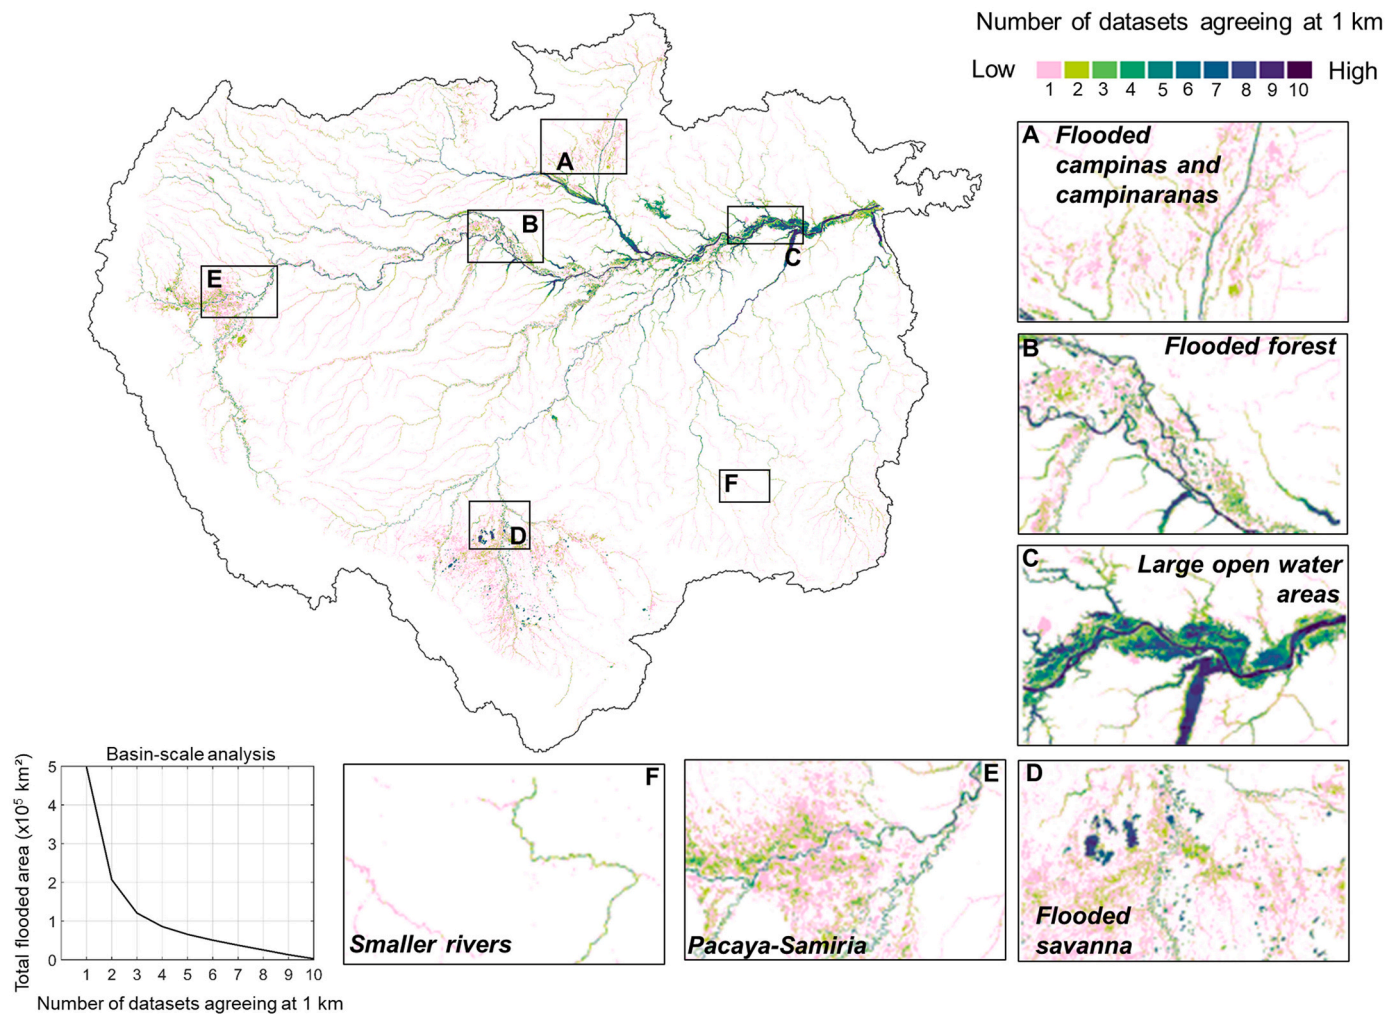 Number of datasets agreeing at 1 km
Low
High
1 2 3 4 5 6 7 8 9 10
A
B
C
D
E
F
A Flooded
campinas and
campinaranas
B Flooded forest
C Large open water
areas
Basin-scale analysis
Total flooded area (x10⁵ km²)
5
4
3
2
1
0
1 2 3 4 5 6 7 8 9 10
Number of datasets agreeing at 1 km
F
Smaller rivers
E
Pacaya-Samiria
D
Flooded
savanna